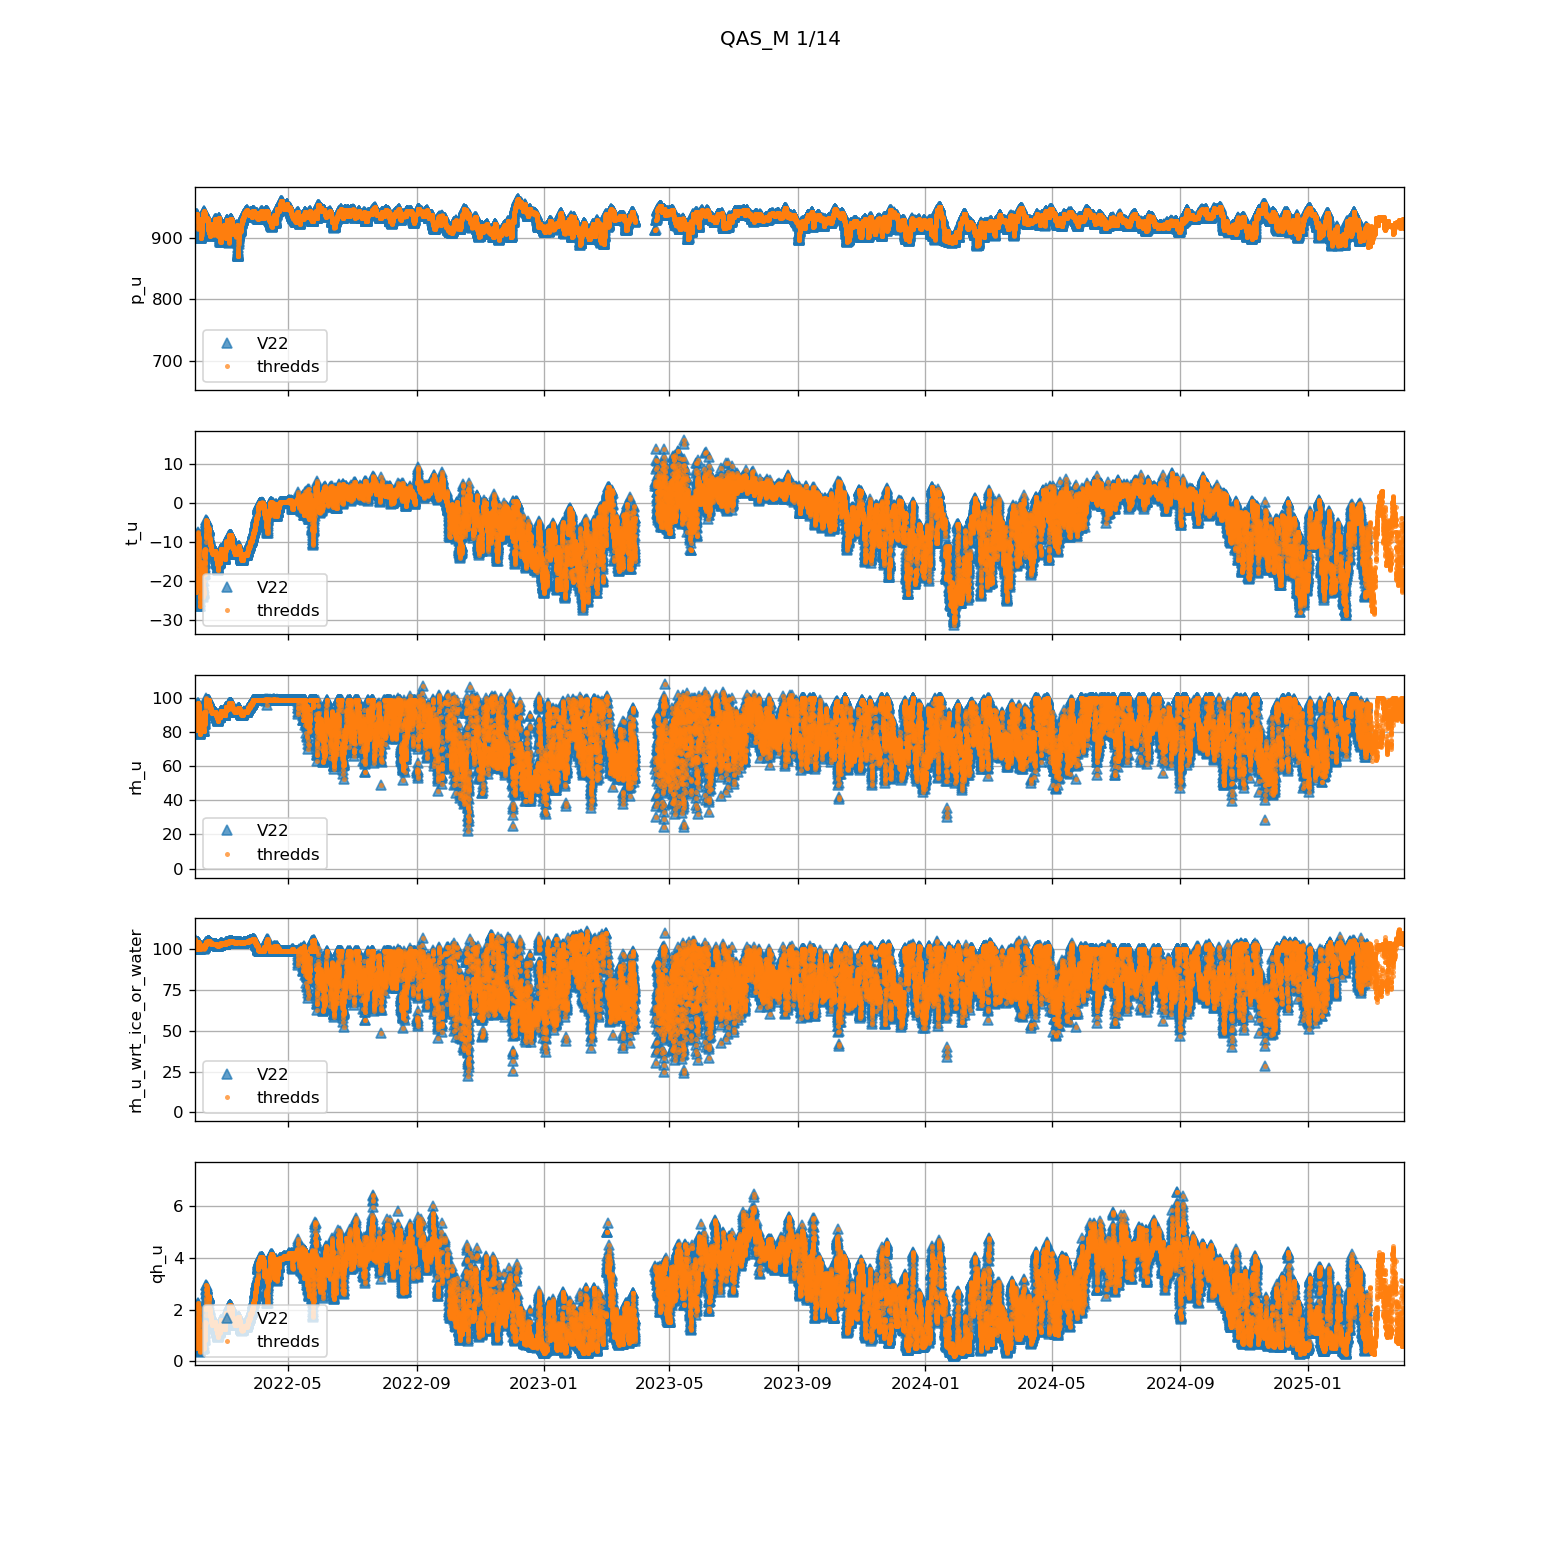 QAS_M 1/14
900
800
700
p_u
V22
thredds
10
0
−10
−20
−30
t_u
V22
thredds
100
80
60
40
20
0
rh_u
V22
thredds
100
75
50
25
0
rh_u_wrt_ice_or_water
V22
thredds
6
4
2
0
qh_u
V22
thredds
2022-05 2022-09 2023-01 2023-05 2023-09 2024-01 2024-05 2024-09 2025-01